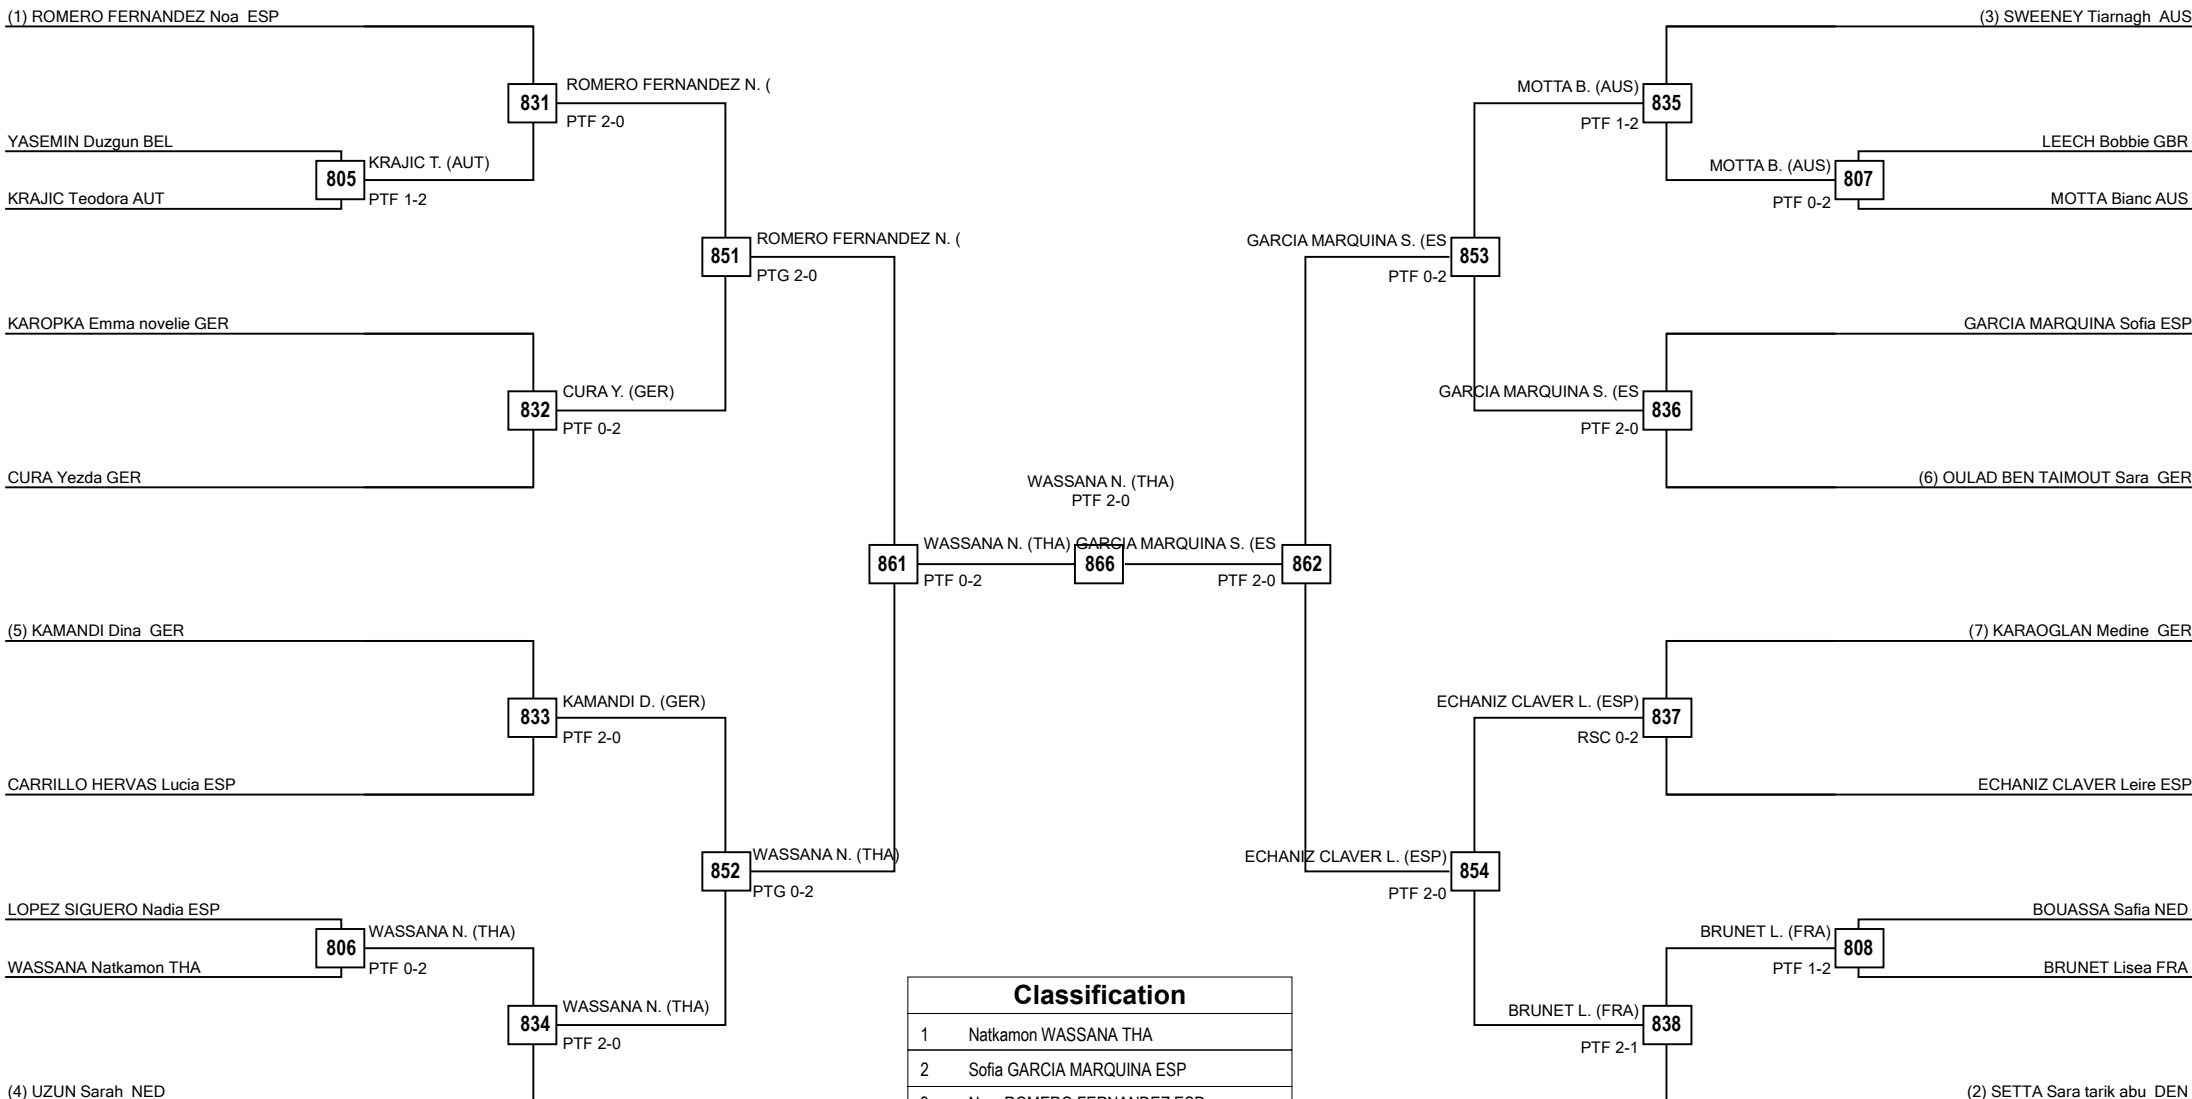 (1) ROMERO FERNANDEZ Noa ESP
(3) SWEENEY Tiarnagh AUS
ROMERO FERNANDEZ N. (
831
PTF 2-0
MOTTA B. (AUS)
835
PTF 1-2
YASEMIN Duzgun BEL
KRAJIC T. (AUT)
805
PTF 1-2
KRAJIC Teodora AUT
LEECH Bobbie GBR
MOTTA B. (AUS)
807
PTF 0-2
MOTTA Bianc AUS
ROMERO FERNANDEZ N. (
851
PTG 2-0
GARCIA MARQUINA S. (ES
853
PTF 0-2
KAROPKA Emma novelie GER
GARCIA MARQUINA Sofia ESP
CURA Y. (GER)
832
PTF 0-2
GARCIA MARQUINA S. (ES
836
PTF 2-0
CURA Yezda GER
(6) OULAD BEN TAIMOUT Sara GER
WASSANA N. (THA)
PTF 2-0
861
WASSANA N. (THA)
PTF 0-2
866
GARCIA MARQUINA S. (ES
PTF 2-0
862
(5) KAMANDI Dina GER
(7) KARAOGLAN Medine GER
KAMANDI D. (GER)
833
PTF 2-0
ECHANIZ CLAVER L. (ESP)
837
RSC 0-2
CARRILLO HERVAS Lucia ESP
ECHANIZ CLAVER Leire ESP
WASSANA N. (THA)
852
PTG 0-2
ECHANIZ CLAVER L. (ESP)
854
PTF 2-0
LOPEZ SIGUERO Nadia ESP
WASSANA N. (THA)
806
PTF 0-2
WASSANA Natkamon THA
BOUASSA Safia NED
BRUNET L. (FRA)
808
PTF 1-2
BRUNET Lisea FRA
WASSANA N. (THA)
834
PTF 2-0
BRUNET L. (FRA)
838
PTF 2-1
(4) UZUN Sarah NED
(2) SETTA Sara tarik abu DEN
Classification
1 Natkamon WASSANA THA
2 Sofia GARCIA MARQUINA ESP